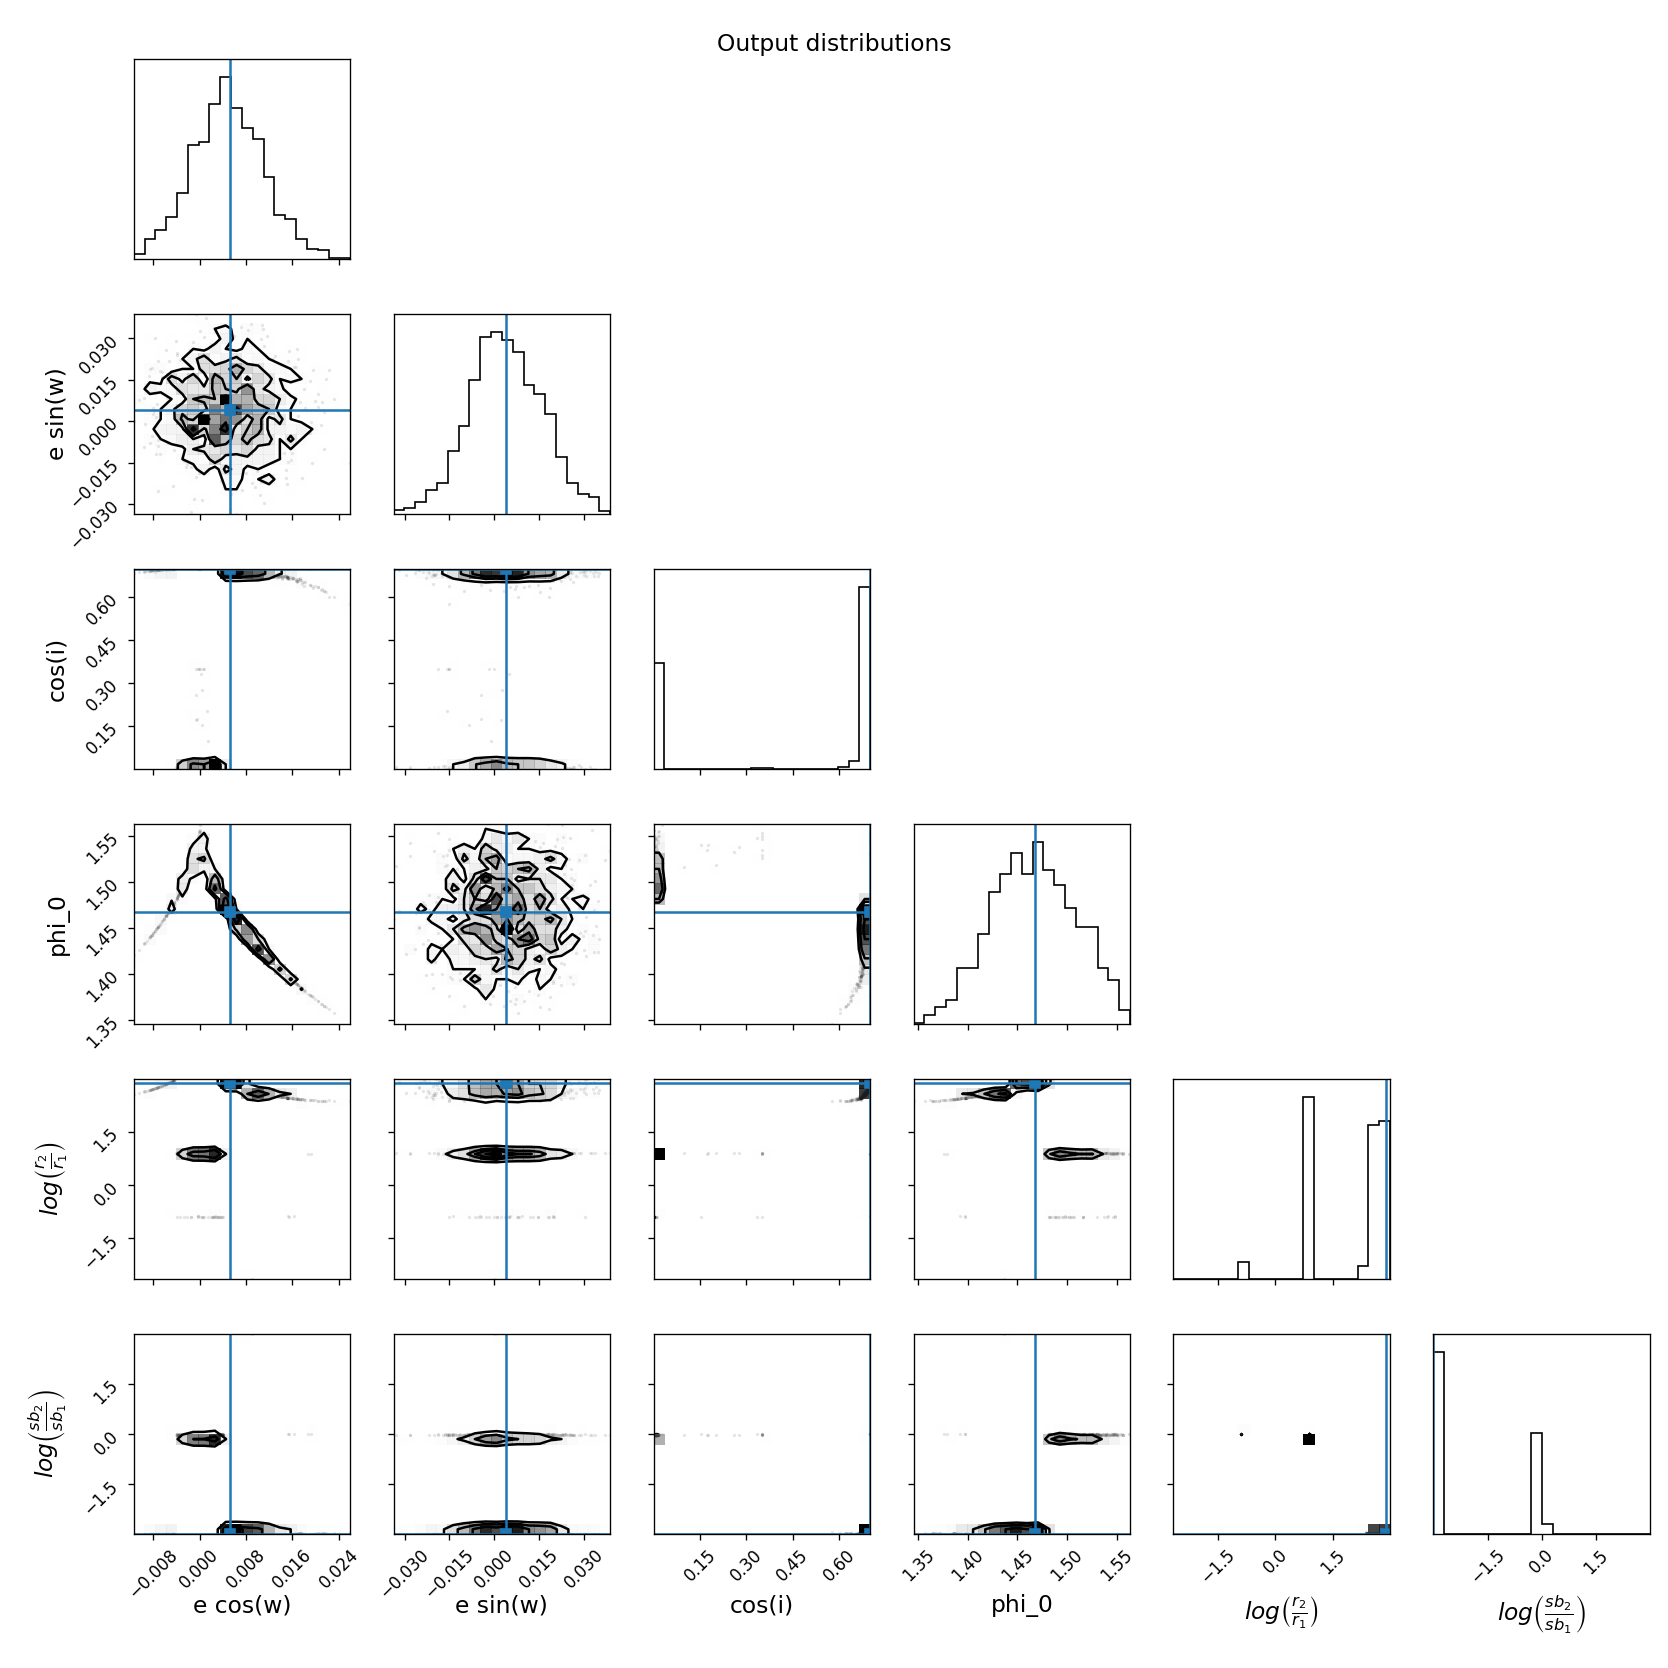 Output distributions
e sin(w)
0.030
0.015
0.000
−0.015
−0.030
cos(i)
0.60
0.45
0.30
0.15
phi_0
1.55
1.50
1.45
1.40
1.35
log(r2/r1)
1.5
0.0
−1.5
log(sb2/sb1)
1.5
0.0
−1.5
−0.008 0.000 0.008 0.016 0.024
−0.030 −0.015 0.000 0.015 0.030
0.15 0.30 0.45 0.60
1.35 1.40 1.45 1.50 1.55
−1.5 0.0 1.5
−1.5 0.0 1.5
e cos(w)
e sin(w)
cos(i)
phi_0
log(r2/r1)
log(sb2/sb1)